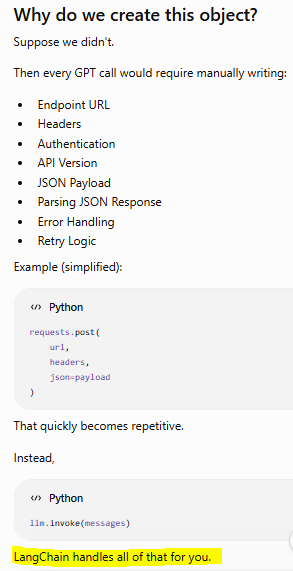 Why do we create this object?
Suppose we didn't.
Then every GPT call would require manually writing:
• Endpoint URL
• Headers
• Authentication
• API Version
• JSON Payload
• Parsing JSON Response
• Error Handling
• Retry Logic
Example (simplified):
</> Python
requests.post(
    url,
    headers,
    json=payload
)
That quickly becomes repetitive.
Instead,
</> Python
llm.invoke(messages)
LangChain handles all of that for you.